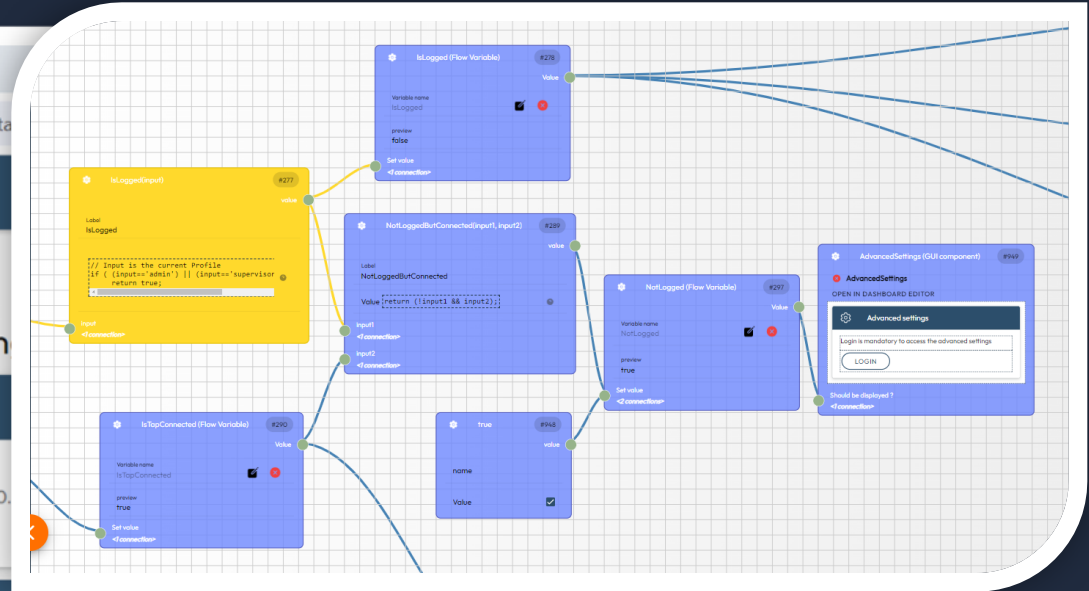 IsLogged (Flow Variable)
#278
Value
Variable name
IsLogged
preview
false
Set value
<1 connection>
IsLogged(input)
#277
value
Label
IsLogged
// Input is the current Profile
if ( (input=='admin') || (input=='supervisor
return true;
input
<1 connection>
NotLoggedButConnected(input1, input2)
#289
value
Label
NotLoggedButConnected
Value return (!input1 && input2);
input1
<1 connection>
input2
<1 connection>
NotLogged (Flow Variable)
#297
Value
Variable name
NotLogged
preview
true
Set value
<2 connections>
AdvancedSettings (GUI component)
#949
AdvancedSettings
OPEN IN DASHBOARD EDITOR
Advanced settings
Login is mandatory to access the advanced settings
LOGIN
Should be displayed ?
<1 connection>
IsTopConnected (Flow Variable)
#290
Value
Variable name
IsTopConnected
preview
true
Set value
<1 connection>
true
#948
value
name
Value